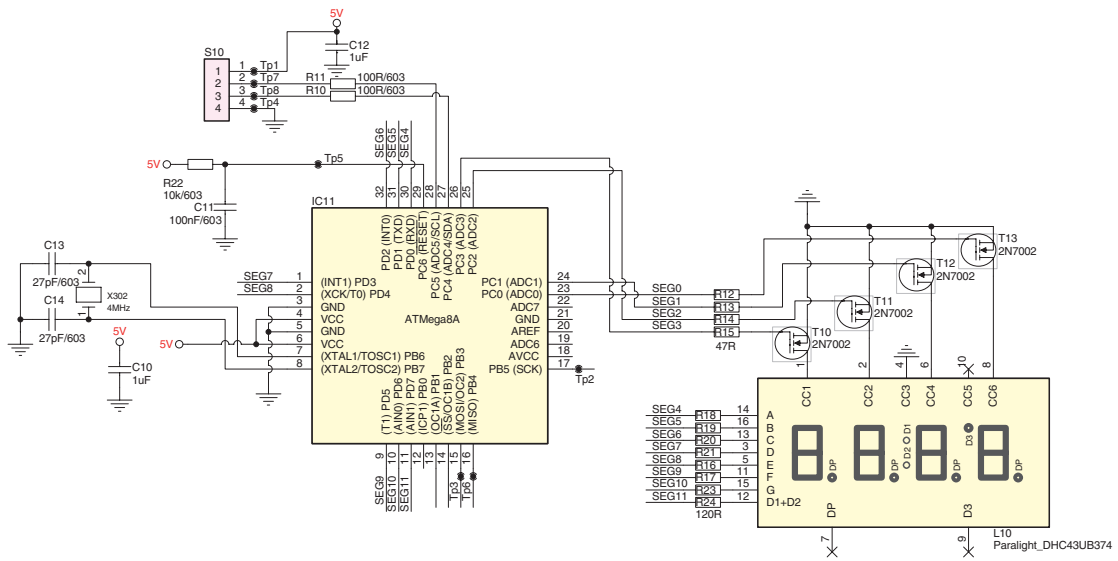 5V
C12
1uF
S10
1 1 Tp1
2 2 Tp7 R11 100R/603
3 3 Tp8 R10 100R/603
4 4 Tp4
SEG6
SEG5
SEG4
5V
Tp5
R22
10k/603
C11
100nF/603
32 31 30 29 28 27 26 25
IC11
PD2 (INT0)
PD1 (TXD)
PD0 (RXD)
PC6 (RESET)
PC5 (ADC5/SCL)
PC4 (ADC4/SDA)
PC3 (ADC3)
PC2 (ADC2)
C13
27pF/603
2
X302
4MHz
1
C14
27pF/603
5V
C10
1uF
5V
SEG7 1 (INT1) PD3
SEG8 2 (XCK/T0) PD4
3 GND
4 VCC
5 GND
6 VCC
7 (XTAL1/TOSC1) PB6
8 (XTAL2/TOSC2) PB7
ATMega8A
PC1 (ADC1) 24
PC0 (ADC0) 23
ADC7 22
GND 21
AREF 20
ADC6 19
AVCC 18
PB5 (SCK) 17
Tp2
(T1) PD5
(AIN0) PD6
(AIN1) PD7
(ICP1) PB0
(OC1A) PB1
(SS/OC1B) PB2
(MOSI/OC2) PB3
(MISO) PB4
9 10 11 12 13 14 15 16
SEG9
SEG10
SEG11
Tp3
Tp6
SEG0 R12
SEG1 R13
SEG2 R14
SEG3 R15
47R
T13
2N7002
T12
2N7002
T11
2N7002
T10
2N7002
1 2 4 6 10 8
CC1 CC2 CC3 CC4 CC5 CC6
SEG4 R18 14 A
SEG5 R19 16 B
SEG6 R20 13 C
SEG7 R21 3 D
SEG8 R16 5 E
SEG9 R17 11 F
SEG10 R23 15 G
SEG11 R24 12 D1+D2
120R
D1
D2
D3
DP
DP
DP
DP
DP
D3
7
9
L10
Paralight_DHC43UB374